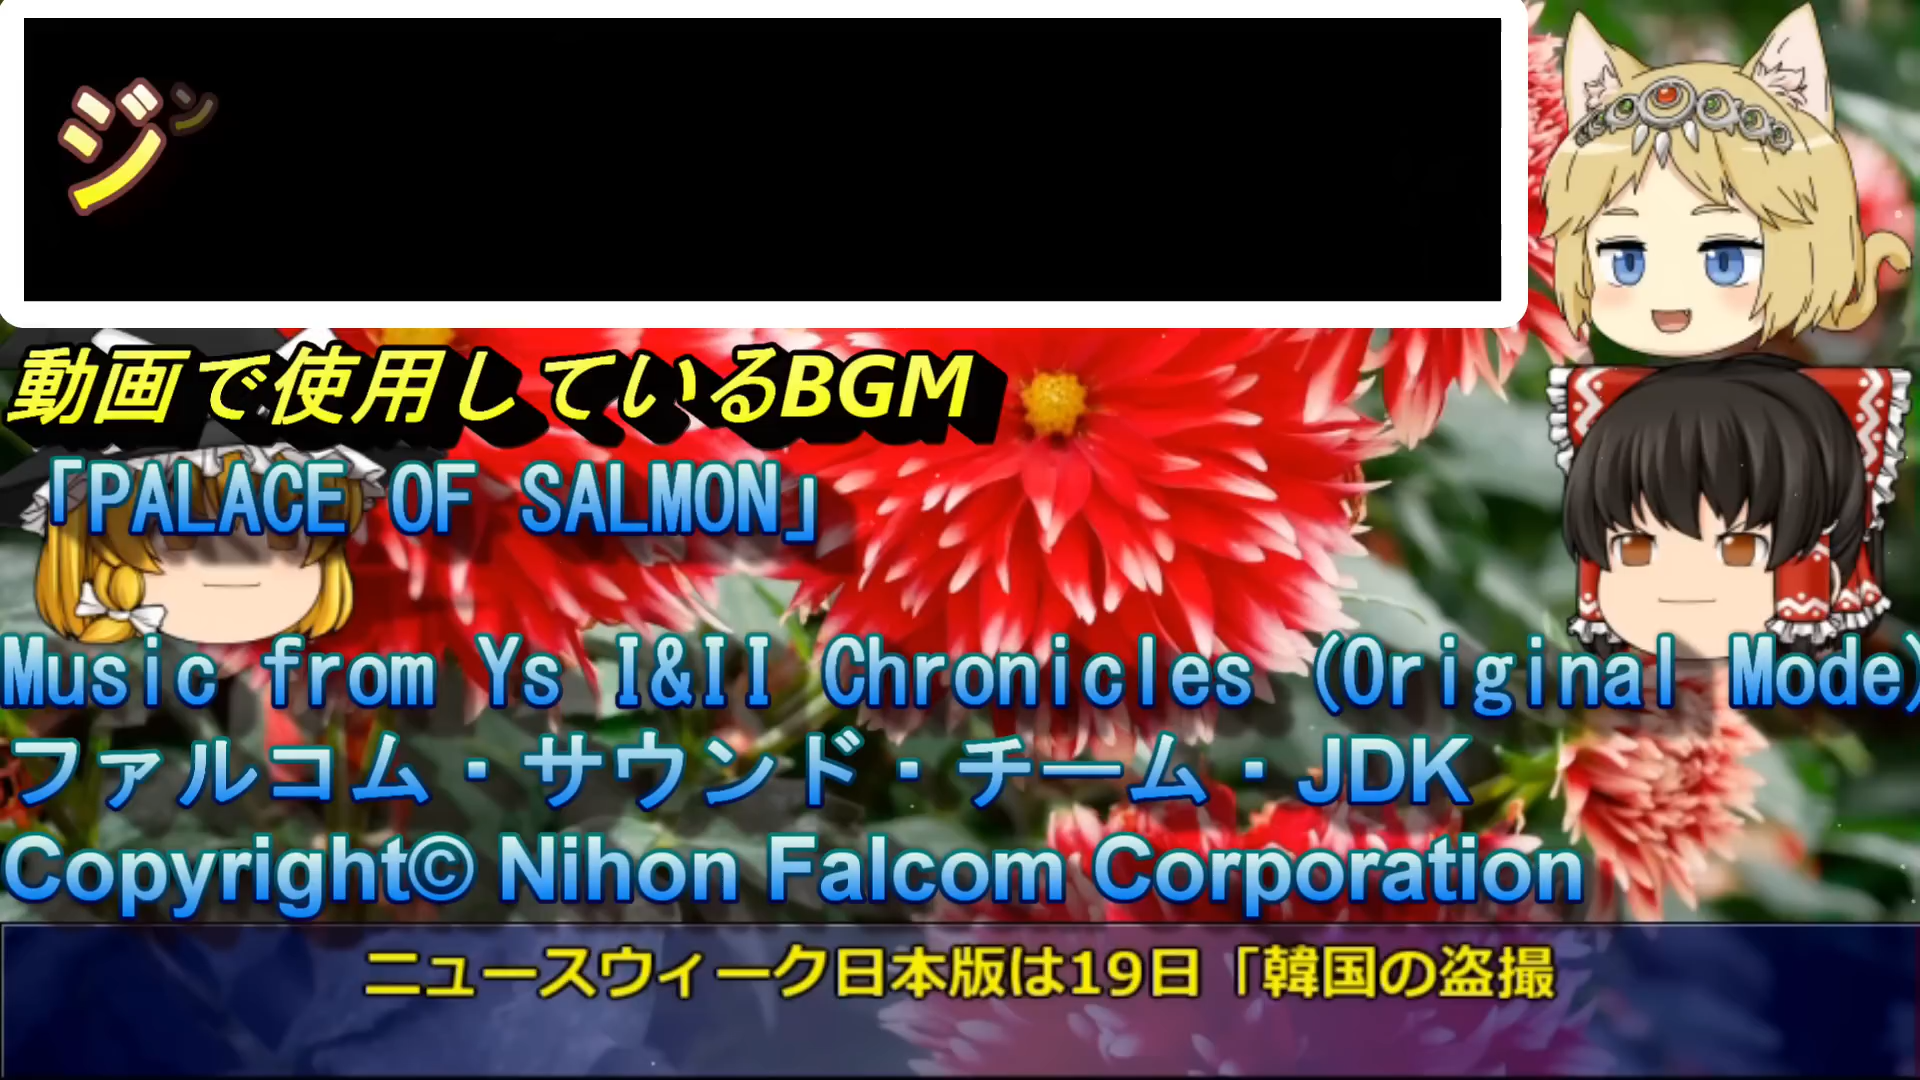 ジン
動画で使用しているBGM
「PALACE OF SALMON」
Music from Ys I&II Chronicles (Original Mode)
ファルコム・サウンド・チーム・JDK
Copyright© Nihon Falcom Corporation
ニュースウィーク日本版は19日「韓国の盗撮